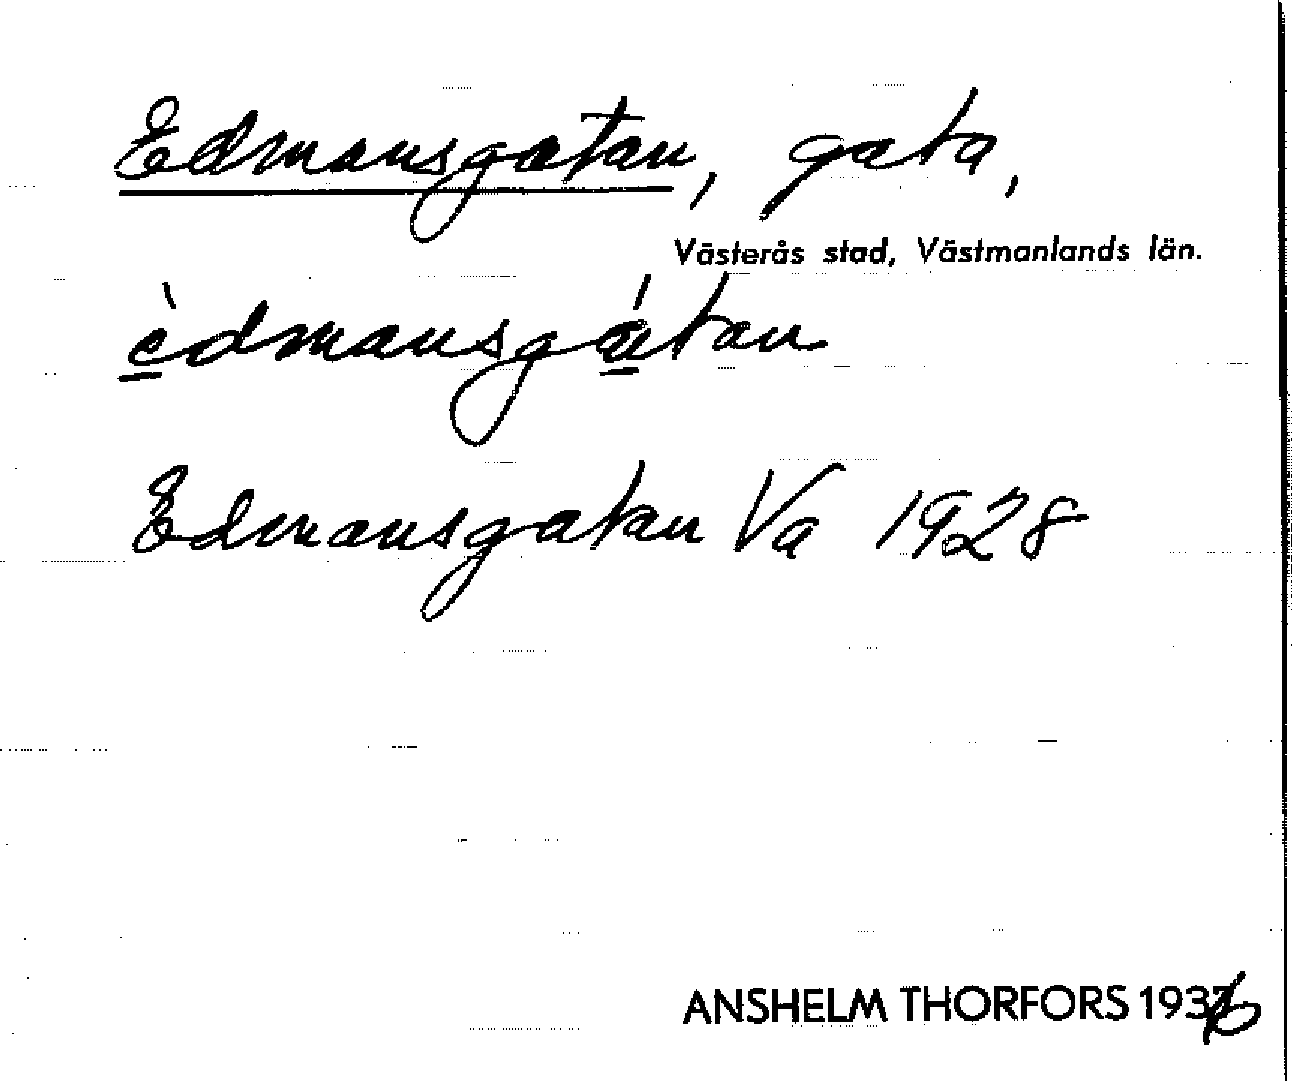 Edmansgatan, gata,
Västerås stad, Västmanlands län.
èdmansgátan
Edmansgatan Va 1928
ANSHELM THORFORS 1936